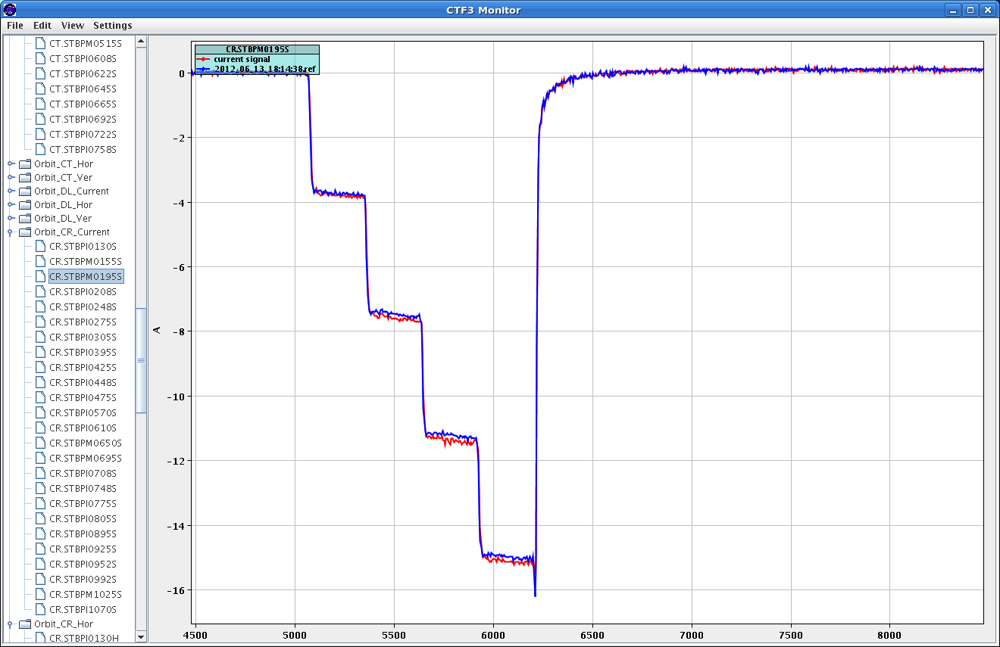 CTF3 Monitor
File Edit View Settings
CT.STBPM0515S
CT.STBPI0608S
CT.STBPI0622S
CT.STBPI0645S
CT.STBPI0665S
CT.STBPI0692S
CT.STBPI0722S
CT.STBPI0758S
Orbit_CT_Hor
Orbit_CT_Ver
Orbit_DL_Current
Orbit_DL_Hor
Orbit_DL_Ver
Orbit_CR_Current
CR.STBPI0130S
CR.STBPM0155S
CR.STBPM0195S
CR.STBPI0208S
CR.STBPI0248S
CR.STBPI0275S
CR.STBPI0305S
CR.STBPI0395S
CR.STBPI0425S
CR.STBPI0448S
CR.STBPI0475S
CR.STBPI0570S
CR.STBPI0610S
CR.STBPM0650S
CR.STBPM0695S
CR.STBPI0708S
CR.STBPI0748S
CR.STBPI0775S
CR.STBPI0805S
CR.STBPI0895S
CR.STBPI0925S
CR.STBPI0952S
CR.STBPI0992S
CR.STBPM1025S
CR.STBPI1070S
Orbit_CR_Hor
CR.STBPI0130H
CR.STBPM0195S
current signal
2012_06_13_18:14:38.ref
A
0
-2
-4
-6
-8
-10
-12
-14
-16
4500 5000 5500 6000 6500 7000 7500 8000